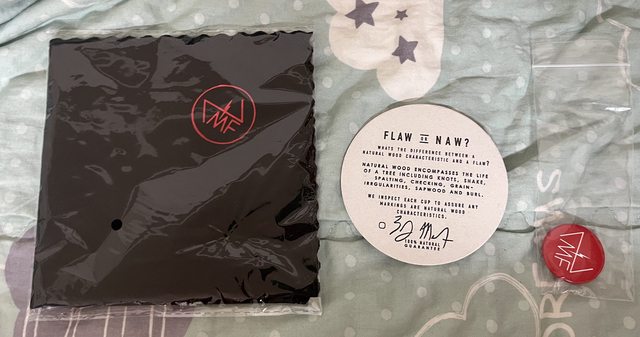 MF
FLAW OR NAW?
WHATS THE DIFFERENCE BETWEEN A
NATURAL WOOD CHARACTERISTIC AND A FLAW?
NATURAL WOOD ENCOMPASSES THE LIFE
OF A TREE INCLUDING KNOTS, SHAKE,
SPALTING, CHECKING, GRAIN-
IRREGULARITIES, SAPWOOD AND BURL.
WE INSPECT EACH CUP TO ASSURE ANY
MARKINGS ARE NATURAL WOOD
CHARACTERISTICS.
100% NATURAL
GUARANTEE
MF